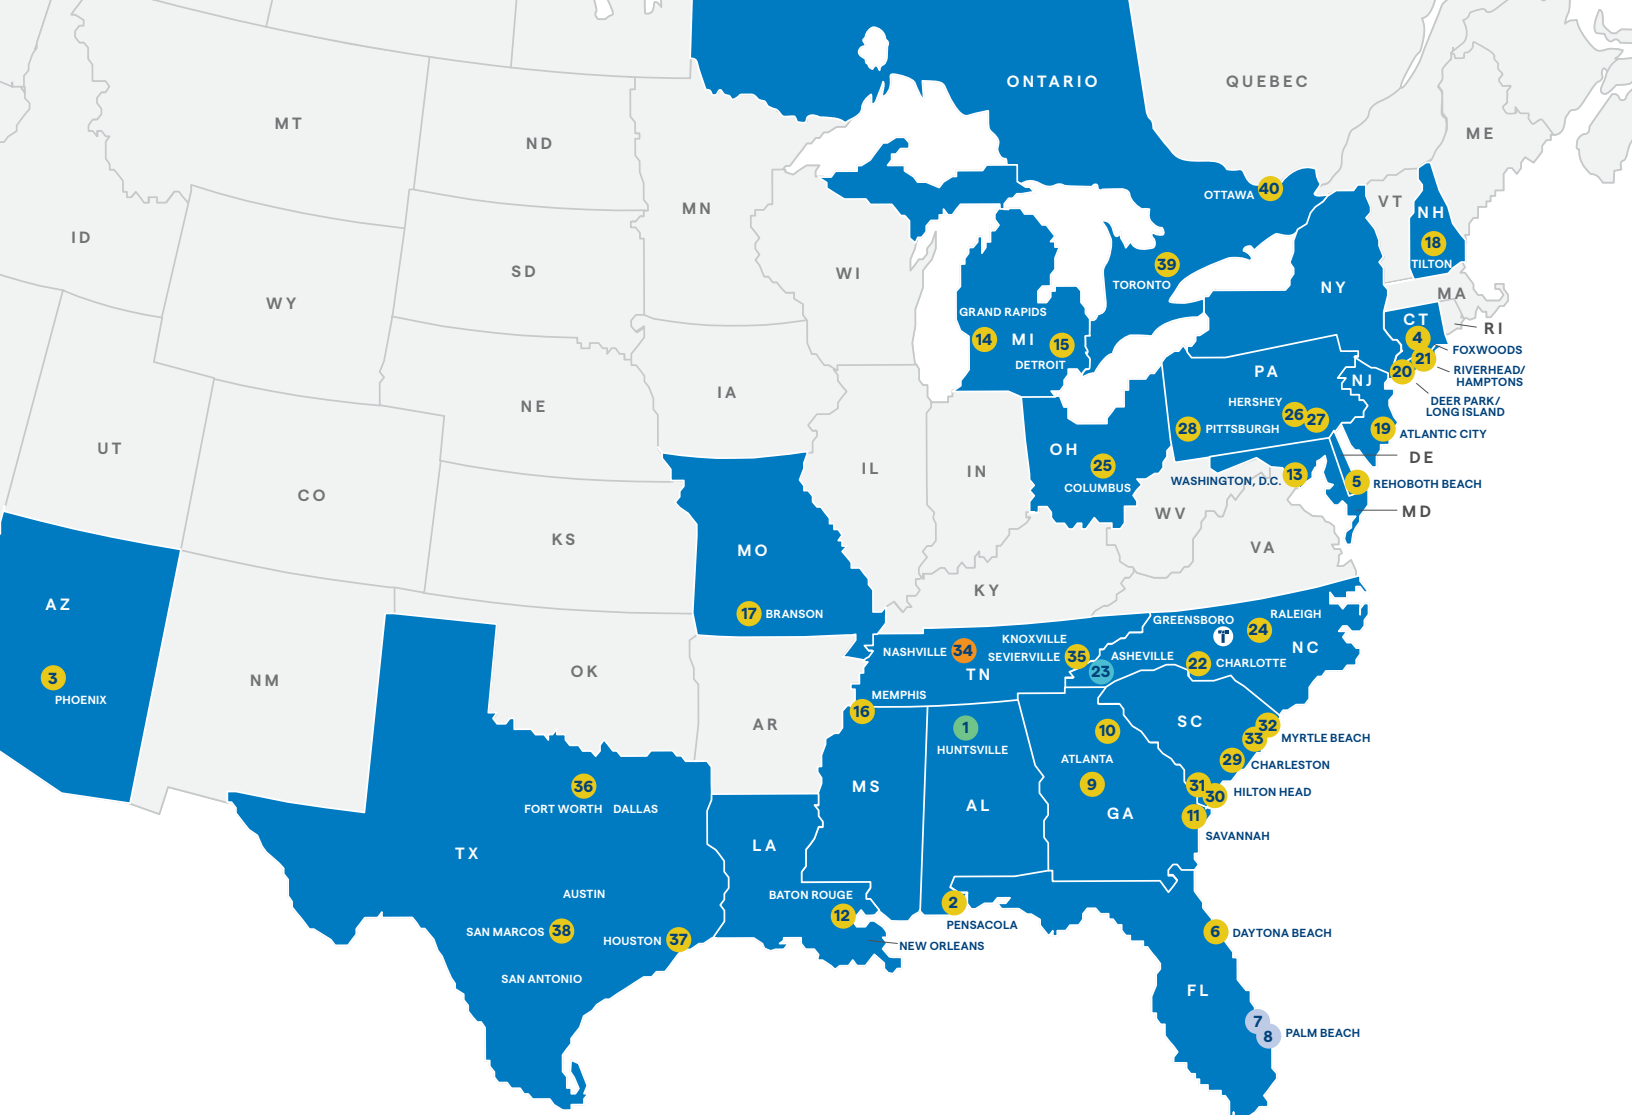 ONTARIO
QUEBEC
MT
ND
ME
MN
OTTAWA 40
VT
NH
18
TILTON
ID
SD
WI
39
TORONTO
WY
NY
MA
GRAND RAPIDS
14
MI
15
DETROIT
CT
RI
4
FOXWOODS
21
RIVERHEAD/
HAMPTONS
20
DEER PARK/
LONG ISLAND
PA
NJ
NE
IA
HERSHEY
26
27
28 PITTSBURGH
19 ATLANTIC CITY
UT
CO
IL
IN
OH
25
COLUMBUS
DE
WASHINGTON, D.C. 13
5 REHOBOTH BEACH
MD
WV
KS
MO
VA
KY
AZ
17 BRANSON
GREENSBORO
RALEIGH
24
NC
3
PHOENIX
NM
OK
NASHVILLE 34
KNOXVILLE
SEVIERVILLE 35
TN
ASHEVILLE
23
22 CHARLOTTE
MEMPHIS
16
AR
1
HUNTSVILLE
10
ATLANTA
9
SC
32
33
MYRTLE BEACH
29 CHARLESTON
31
30
HILTON HEAD
11
SAVANNAH
36
FORT WORTH DALLAS
MS
AL
GA
TX
LA
AUSTIN
BATON ROUGE
12
2
PENSACOLA
SAN MARCOS 38
HOUSTON 37
NEW ORLEANS
6 DAYTONA BEACH
SAN ANTONIO
FL
7
8
PALM BEACH